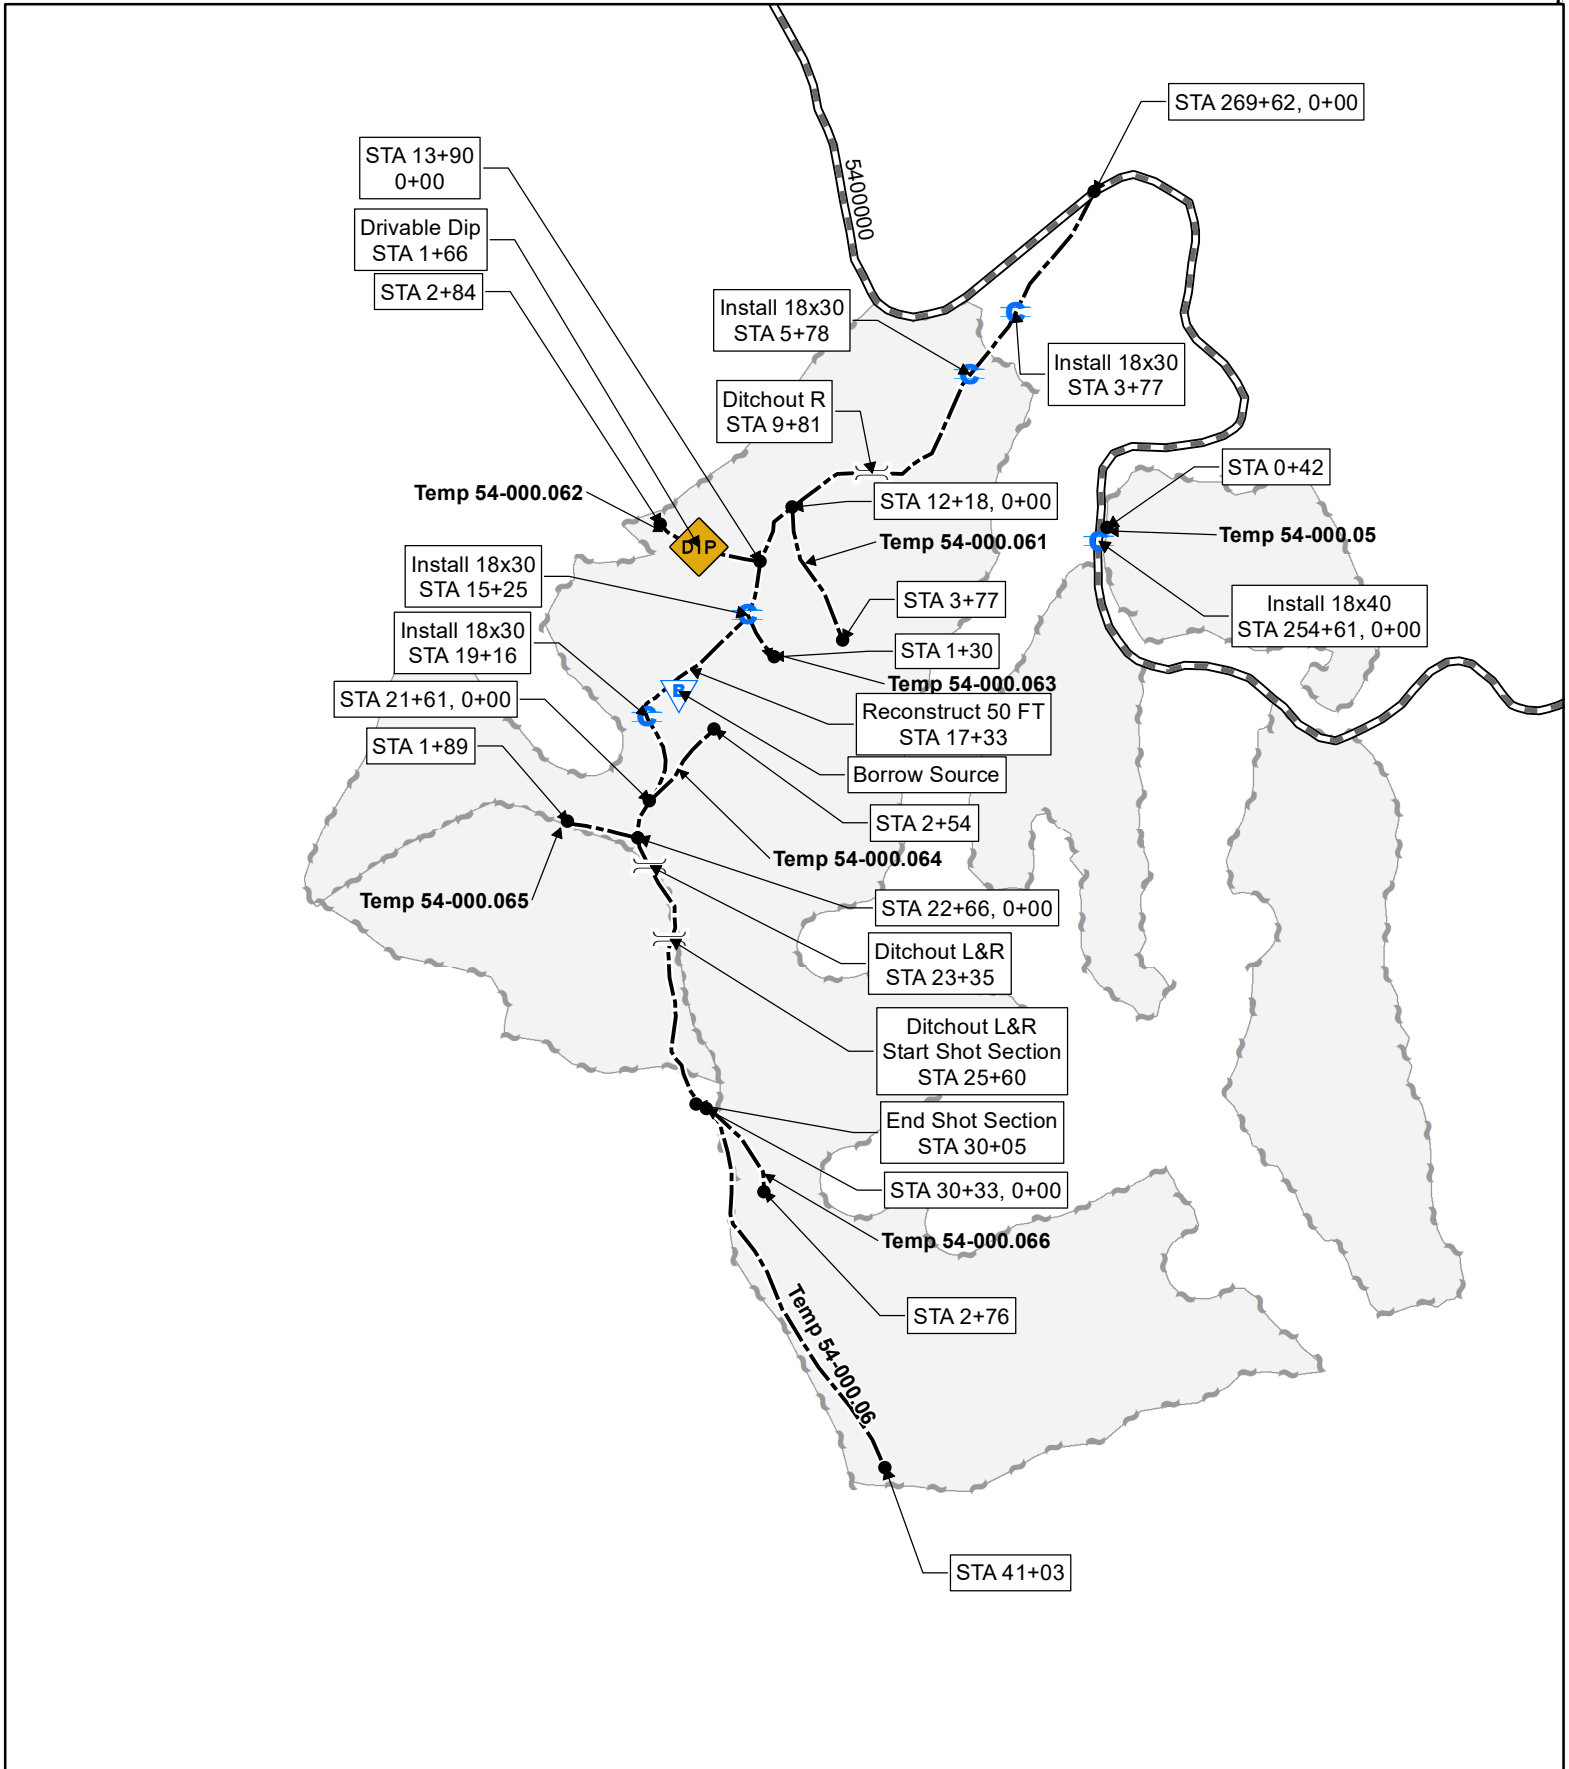 STA 269+62, 0+00
STA 13+90
0+00
5400000
Drivable Dip
STA 1+66
STA 2+84
Install 18x30
STA 5+78
Install 18x30
STA 3+77
Ditchout R
STA 9+81
STA 0+42
Temp 54-000.062
STA 12+18, 0+00
Temp 54-000.05
DIP
Temp 54-000.061
Install 18x30
STA 15+25
STA 3+77
Install 18x40
STA 254+61, 0+00
Install 18x30
STA 19+16
STA 1+30
Temp 54-000.063
B
STA 21+61, 0+00
Reconstruct 50 FT
STA 17+33
STA 1+89
Borrow Source
STA 2+54
Temp 54-000.064
Temp 54-000.065
STA 22+66, 0+00
Ditchout L&R
STA 23+35
Ditchout L&R
Start Shot Section
STA 25+60
End Shot Section
STA 30+05
STA 30+33, 0+00
Temp 54-000.066
STA 2+76
Temp 54-000.06
STA 41+03